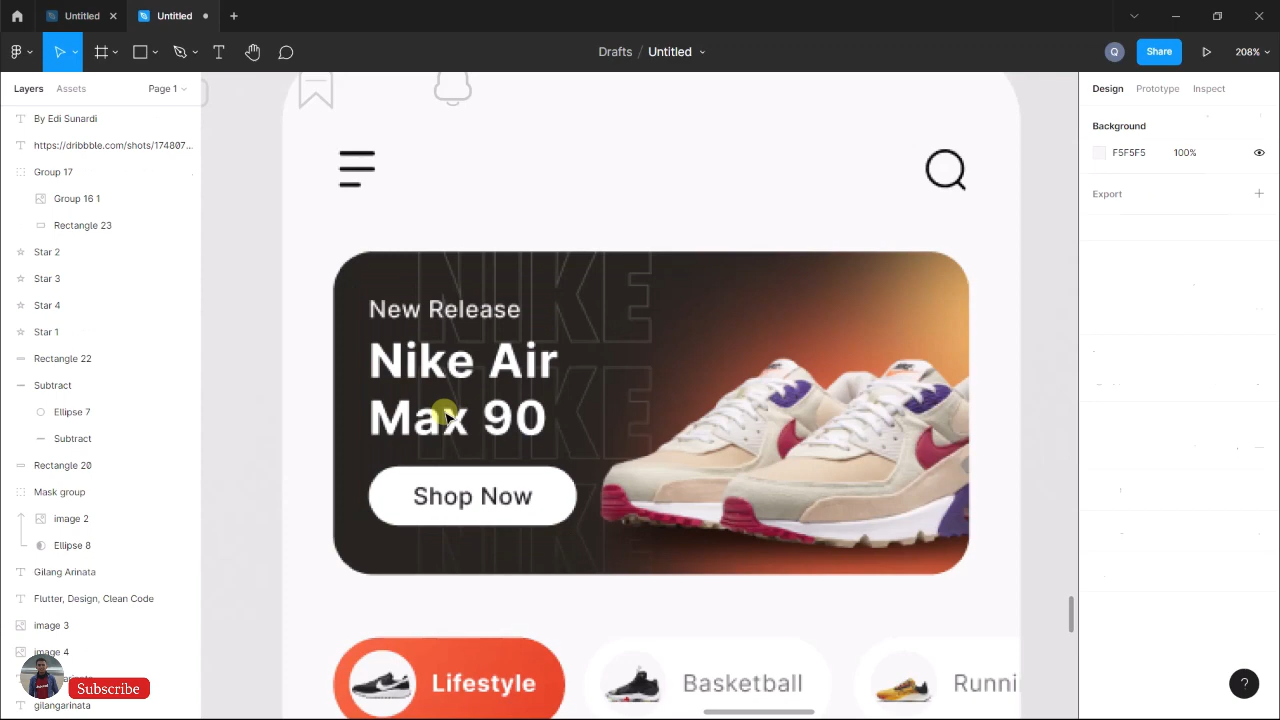 Untitled
Untitled
Drafts / Untitled
Q
Share
208%
Layers
Assets
Page 1
By Edi Sunardi
https://dribbble.com/shots/174807...
Group 17
Group 16 1
Rectangle 23
Star 2
Star 3
Star 4
Star 1
Rectangle 22
Subtract
Ellipse 7
Subtract
Rectangle 20
Mask group
image 2
Ellipse 8
Gilang Arinata
Flutter, Design, Clean Code
image 3
image 4
gilangarinata
Subscribe
NIKE
NIKE
New Release
Nike Air
Max 90
Shop Now
Lifestyle
Basketball
Runni
Design
Prototype
Inspect
Background
F5F5F5
100%
Export
?